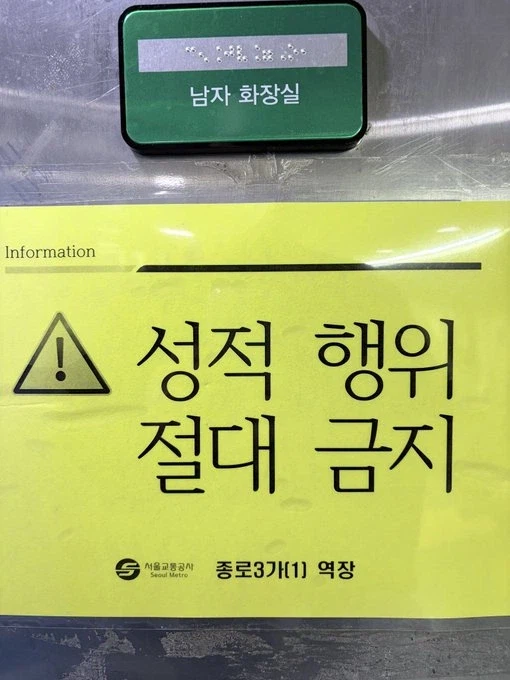 남자 화장실
Information
성적 행위
절대 금지
서울교통공사
Seoul Metro
종로3가(1) 역장